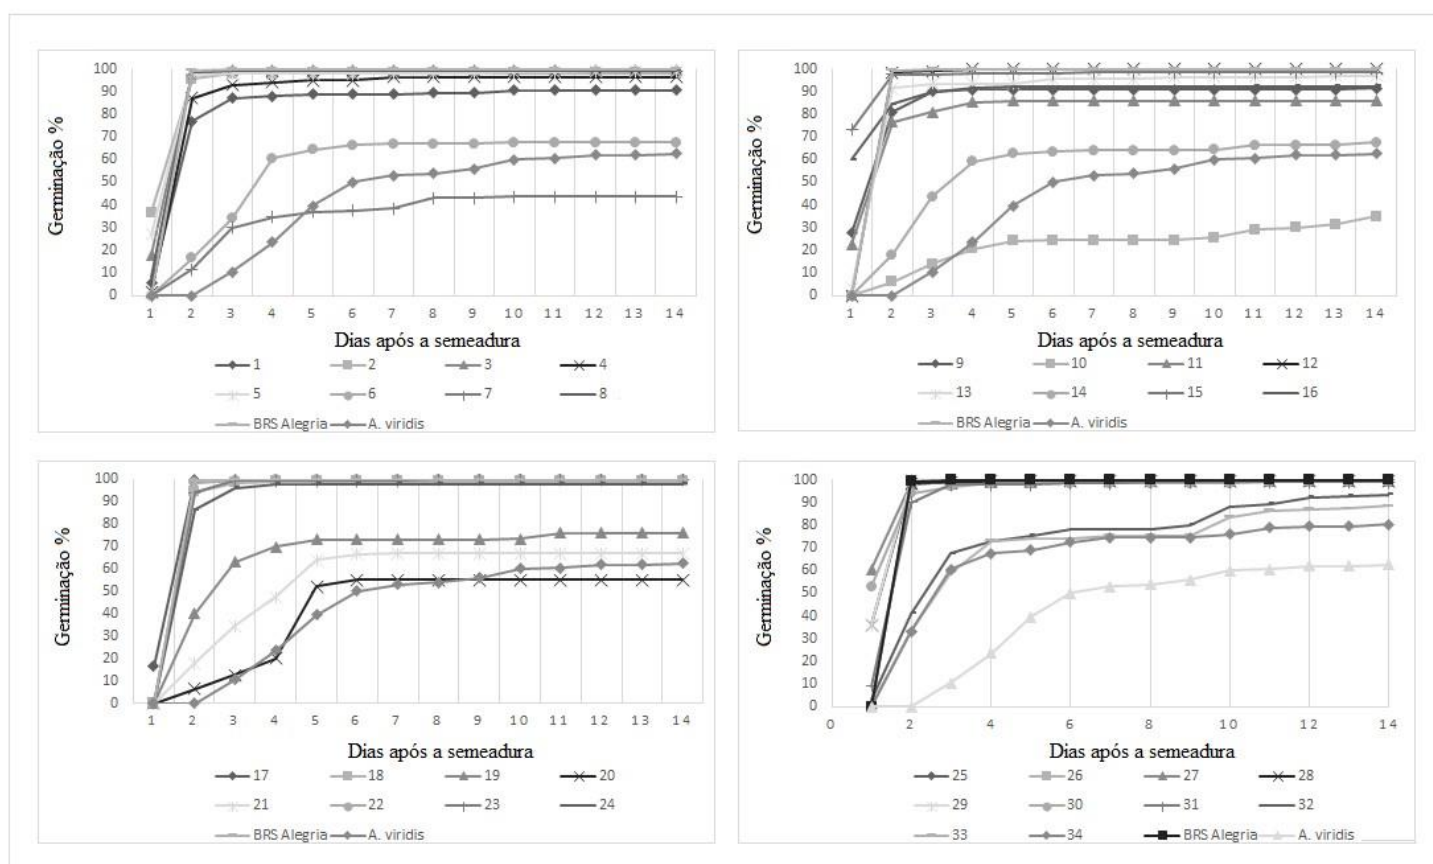 Germinação %
100
90
80
70
60
50
40
30
20
10
0
1 2 3 4 5 6 7 8 9 10 11 12 13 14
Dias após a semeadura
1 2 3 4
5 6 7 8
BRS Alegria A. viridis
Germinação %
100
90
80
70
60
50
40
30
20
10
0
1 2 3 4 5 6 7 8 9 10 11 12 13 14
Dias após a semeadura
9 10 11 12
13 14 15 16
BRS Alegria A. viridis
Germinação %
100
90
80
70
60
50
40
30
20
10
0
1 2 3 4 5 6 7 8 9 10 11 12 13 14
Dias após a semeadura
17 18 19 20
21 22 23 24
BRS Alegria A. viridis
Germinação %
100
90
80
70
60
50
40
30
20
10
0
0 2 4 6 8 10 12 14
Dias após a semeadura
25 26 27 28
29 30 31 32
33 34 BRS Alegria A. viridis